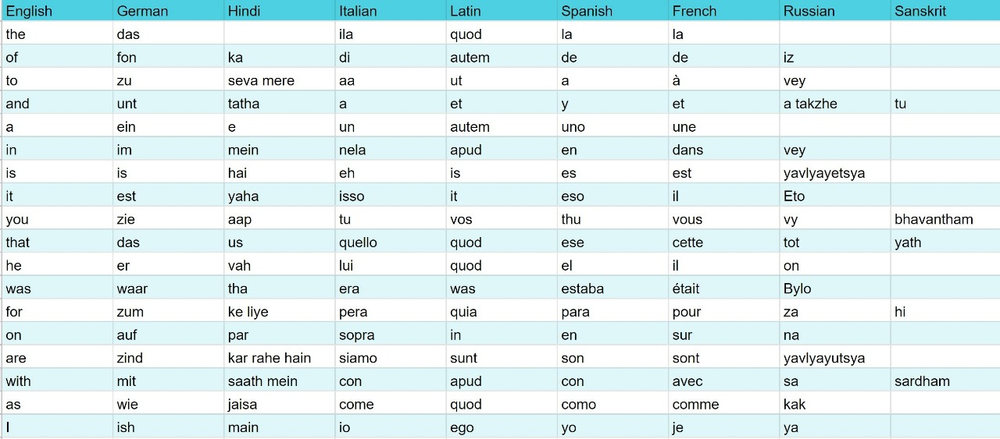 English German Hindi Italian Latin Spanish French Russian Sanskrit
the das ila quod la la
of fon ka di autem de de iz
to zu seva mere aa ut a à vey
and unt tatha a et y et a takzhe tu
a ein e un autem uno une
in im mein nela apud en dans vey
is is hai eh is es est yavlyayetsya
it est yaha isso it eso il Eto
you zie aap tu vos thu vous vy bhavantham
that das us quello quod ese cette tot yath
he er vah lui quod el il on
was waar tha era was estaba était Bylo
for zum ke liye pera quia para pour za hi
on auf par sopra in en sur na
are zind kar rahe hain siamo sunt son sont yavlyayutsya
with mit saath mein con apud con avec sa sardham
as wie jaisa come quod como comme kak
I ish main io ego yo je ya